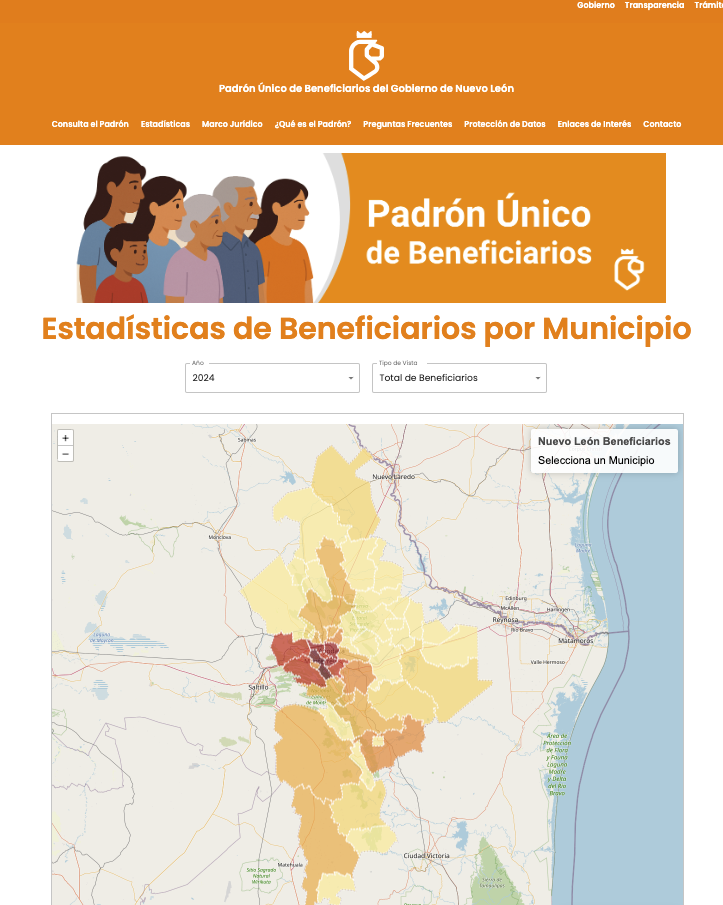 Gobierno Transparencia
Padrón Único de Beneficiarios del Gobierno de Nuevo León
Consulta el Padrón Estadísticas Marco Jurídico ¿Qué es el Padrón? Preguntas Frecuentes Protección de Datos Enlaces de Interés Contacto
Padrón Único
de Beneficiarios
Estadísticas de Beneficiarios por Municipio
Año
2024
Tipo de Vista
Total de Beneficiarios
+
−
Nuevo León Beneficiarios
Selecciona un Municipio
Sabinas
Nuevo Laredo
Monclova
Laguna
Madre
Edinburg
McAllen
Harlingen
Reynosa
Río Bravo
Matamoros
Laguna
de
Valle Hermoso
Saltillo
Área de
Protección
de Flora
y Fauna
Laguna
Madre
y Delta
del Río
Bravo
Ciudad Victoria
Matehuala
Sitio Sagrado
Natural
Sierra de
Tamaulipas